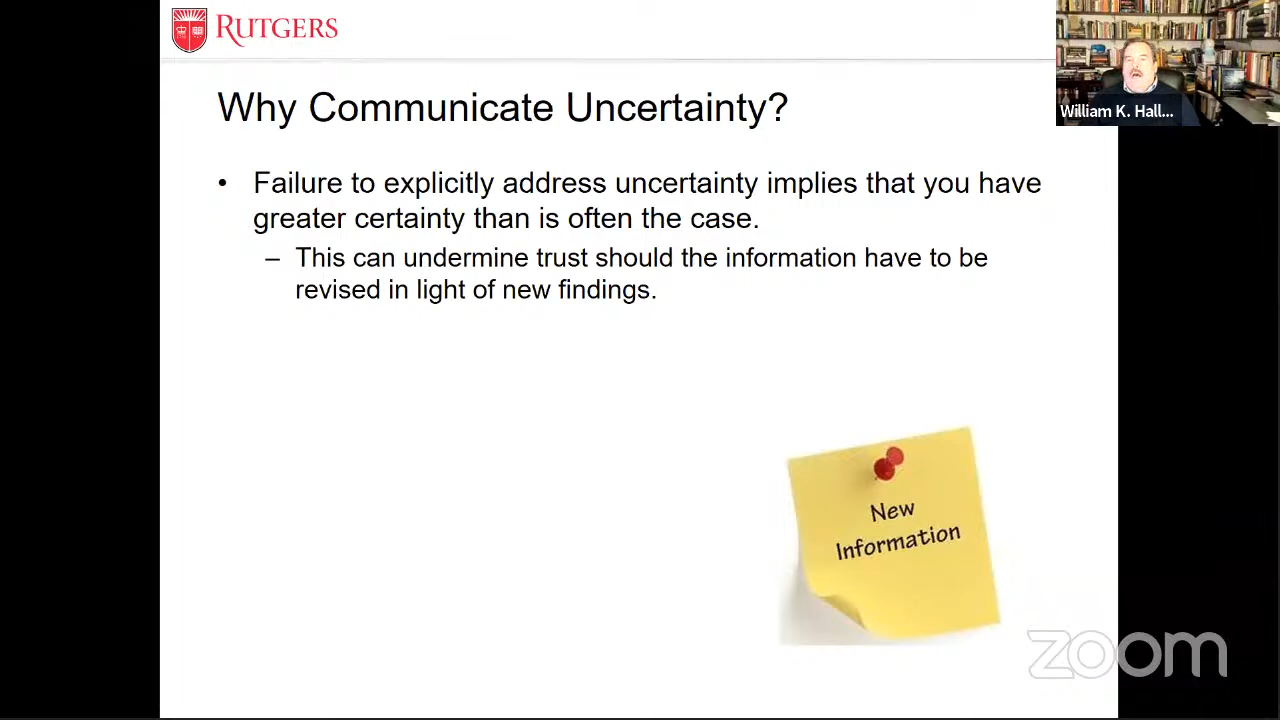 RUTGERS
William K. Hall...
Why Communicate Uncertainty?
• Failure to explicitly address uncertainty implies that you have
greater certainty than is often the case.
– This can undermine trust should the information have to be
revised in light of new findings.
New
Information
zoom